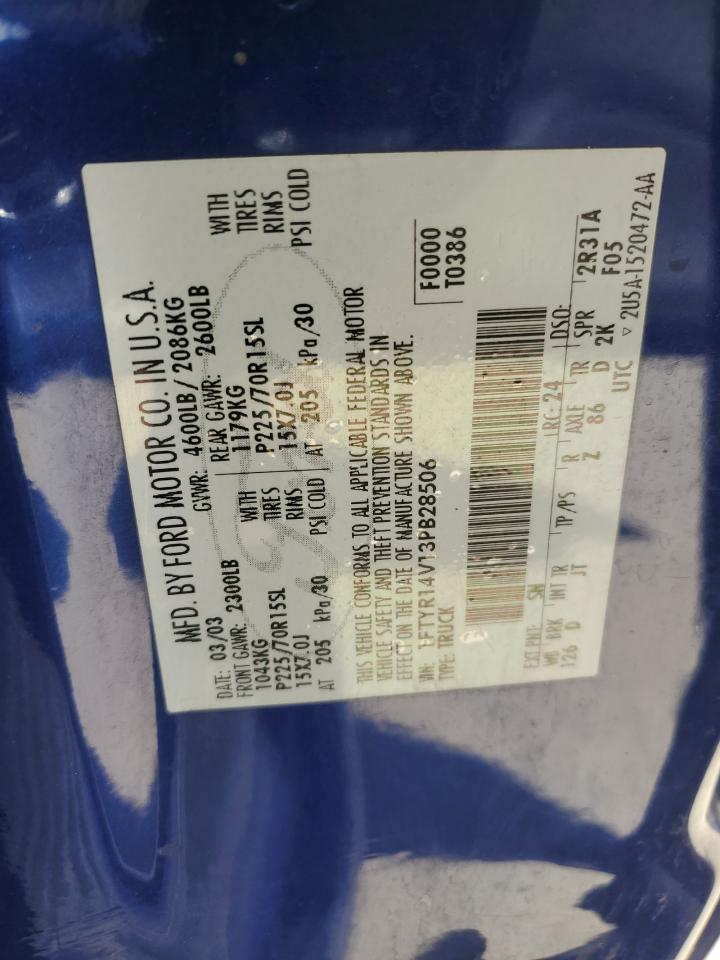 MFD. BY FORD MOTOR CO. IN U.S.A.
DATE: 03/03 GVWR: 4600LB / 2086KG
FRONT GAWR: 2300LB REAR GAWR: 2600LB
1043KG WITH 1179KG WITH
P225/70R15SL TIRES P225/70R15SL TIRES
15X7.0J RIMS 15X7.0J RIMS
AT 205 kPa/30 PSI COLD AT 205 kPa/30 PSI COLD
THIS VEHICLE CONFORMS TO ALL APPLICABLE FEDERAL MOTOR
VEHICLE SAFETY AND THEFT PREVENTION STANDARDS IN
EFFECT ON THE DATE OF MANUFACTURE SHOWN ABOVE.
VIN: 1FTYR14V13PB28506 F0000
TYPE: TRUCK T0386
EXT PNT: SN RC: 24 DSO:
WB BRK INT TR TP/PS R AXLE TR SPR 2R31A
126 D JT Z 86 D 2K F05
UTC ▽ 2U5A-1520472-AA